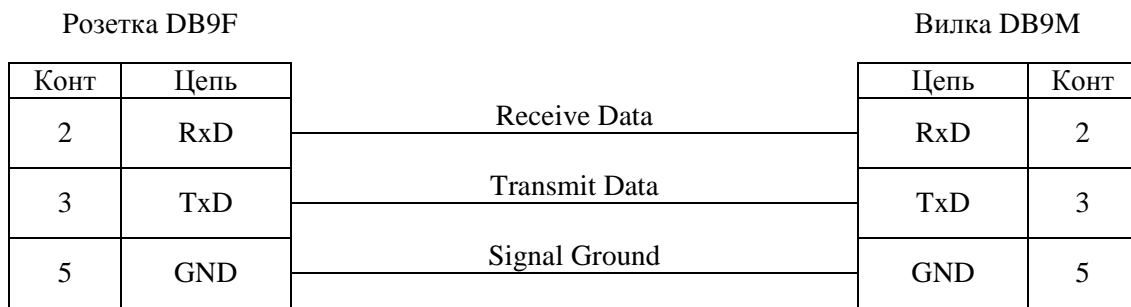 Розетка DB9F Вилка DB9M
Конт Цепь Цепь Конт
2 RxD Receive Data RxD 2
3 TxD Transmit Data TxD 3
5 GND Signal Ground GND 5